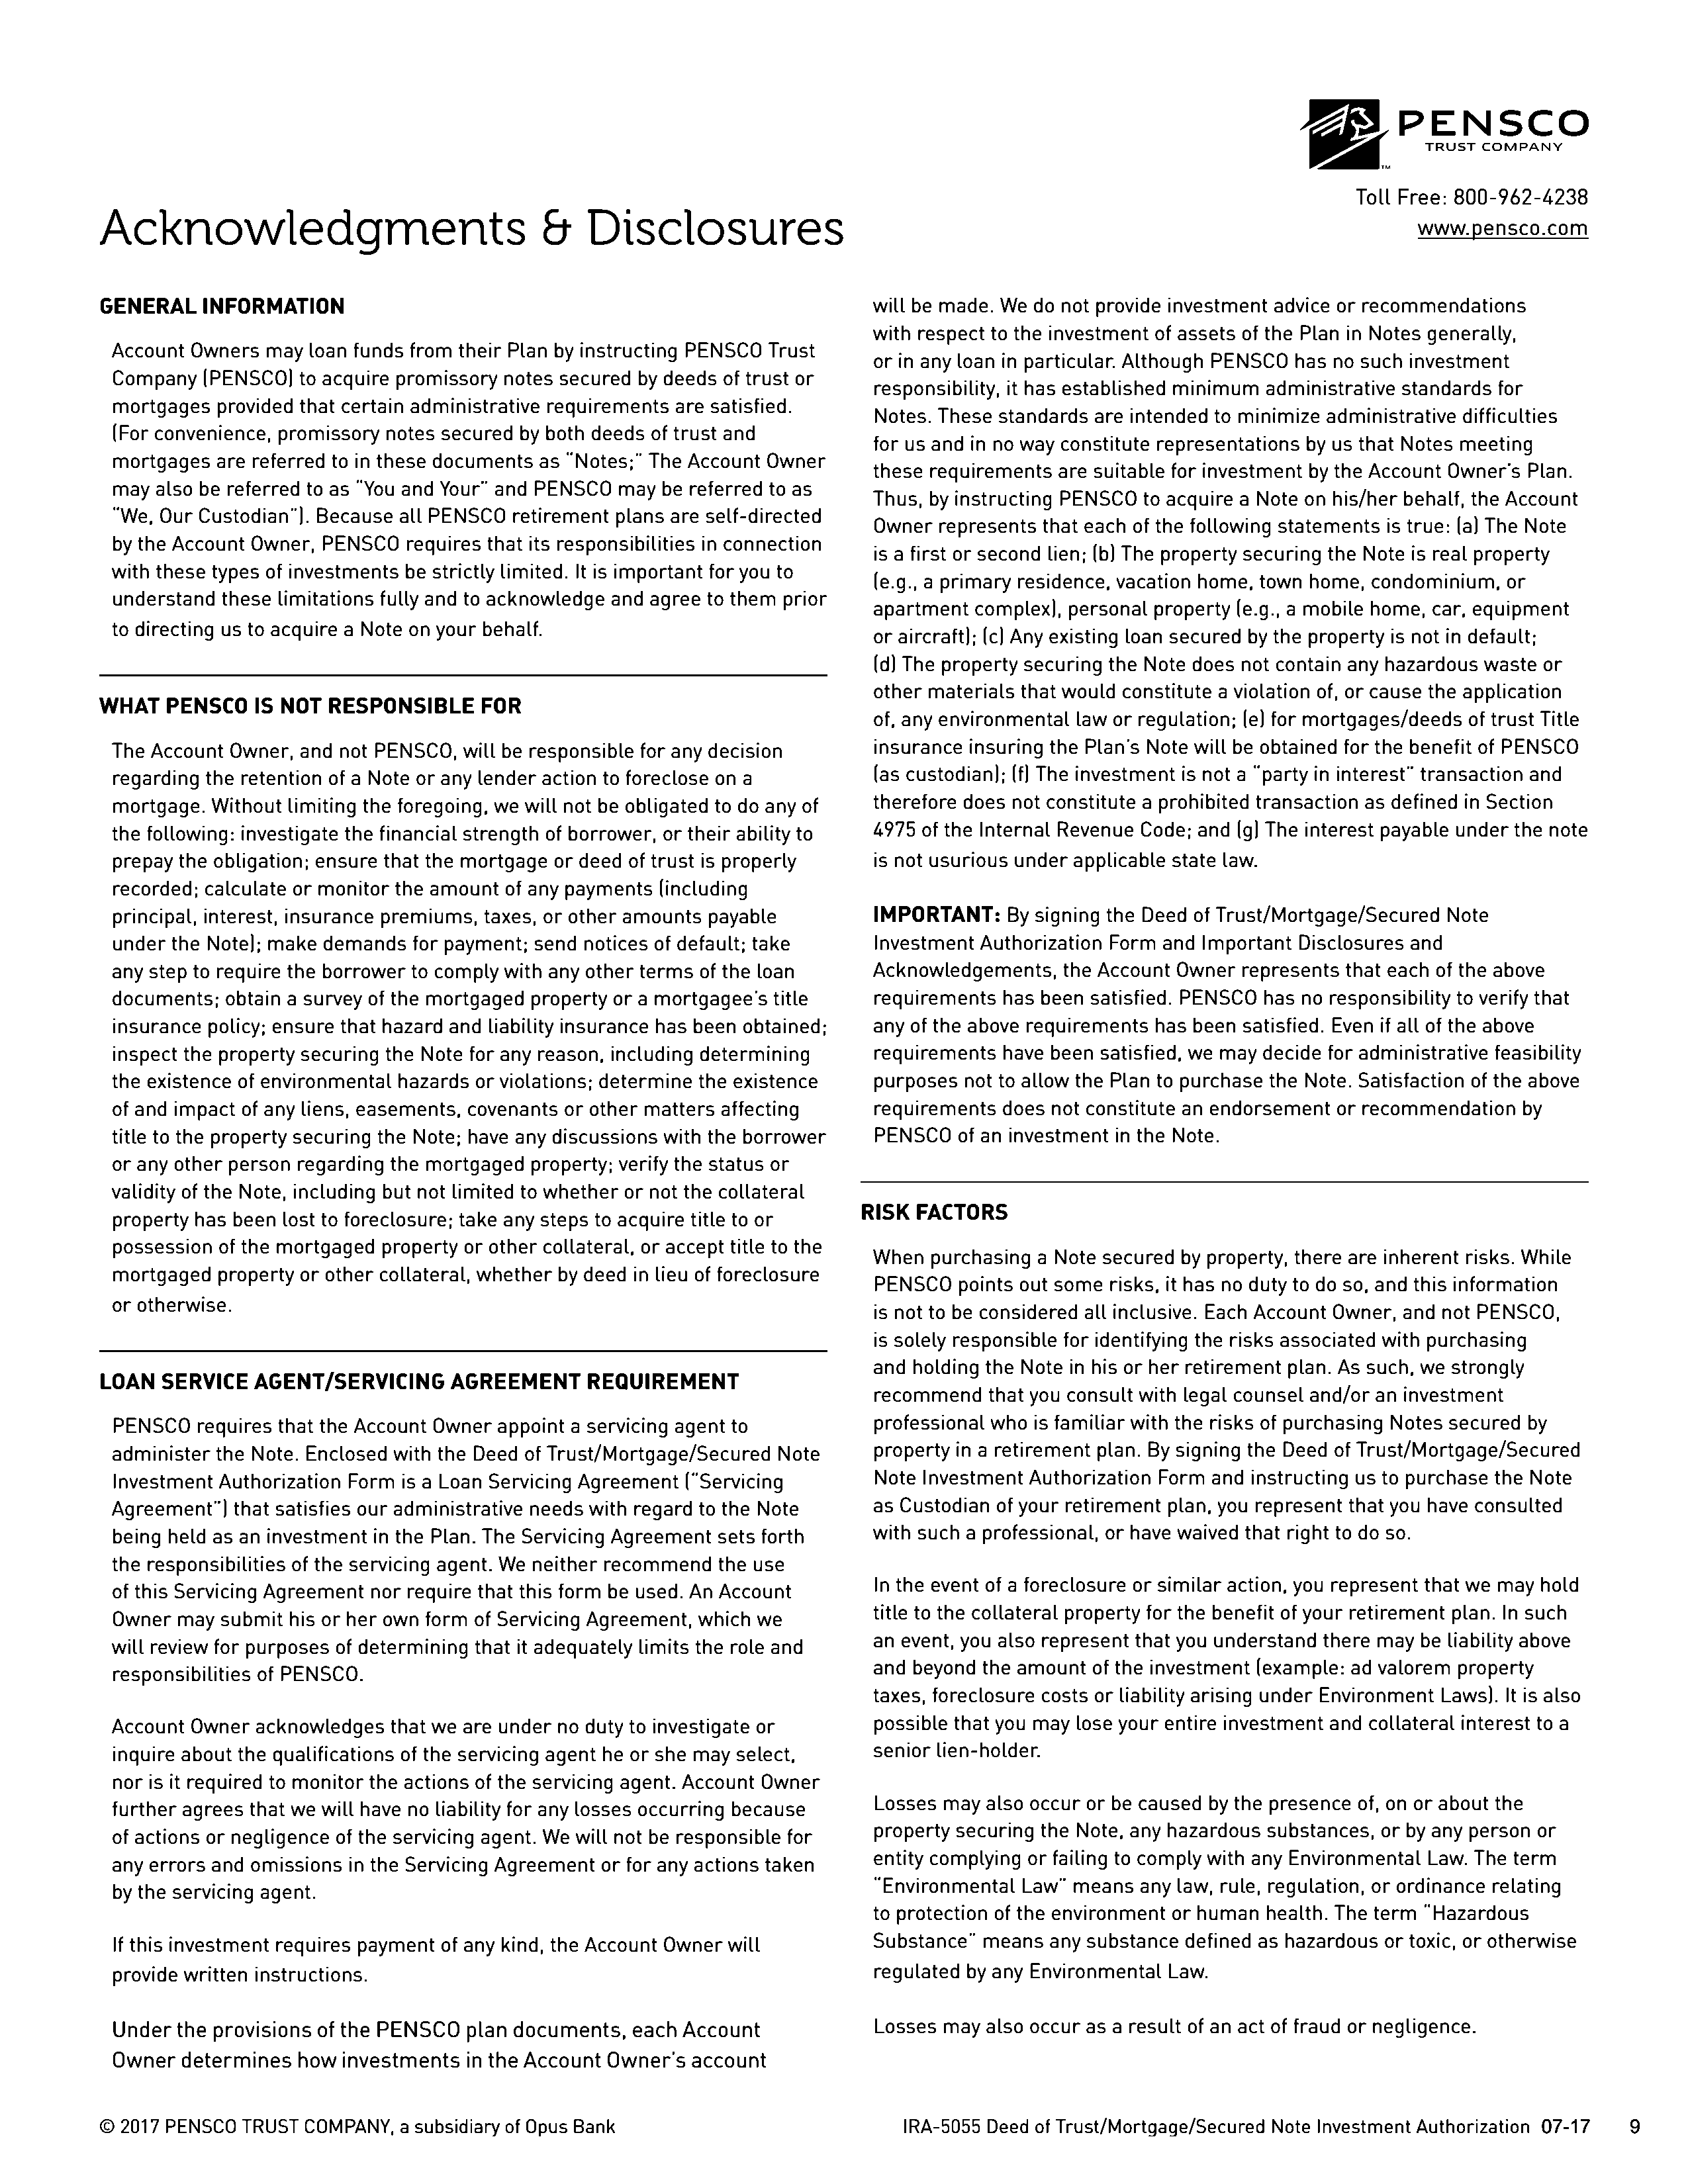 PENSCO
TRUST COMPANY
TM
Toll Free: 800-962-4238
www.pensco.com
Acknowledgments & Disclosures
GENERAL INFORMATION
Account Owners may loan funds from their Plan by instructing PENSCO Trust
Company (PENSCO) to acquire promissory notes secured by deeds of trust or
mortgages provided that certain administrative requirements are satisfied.
(For convenience, promissory notes secured by both deeds of trust and
mortgages are referred to in these documents as "Notes;" The Account Owner
may also be referred to as "You and Your" and PENSCO may be referred to as
"We, Our Custodian"). Because all PENSCO retirement plans are self-directed
by the Account Owner, PENSCO requires that its responsibilities in connection
with these types of investments be strictly limited. It is important for you to
understand these limitations fully and to acknowledge and agree to them prior
to directing us to acquire a Note on your behalf.
WHAT PENSCO IS NOT RESPONSIBLE FOR
The Account Owner, and not PENSCO, will be responsible for any decision
regarding the retention of a Note or any lender action to foreclose on a
mortgage. Without limiting the foregoing, we will not be obligated to do any of
the following: investigate the financial strength of borrower, or their ability to
prepay the obligation; ensure that the mortgage or deed of trust is properly
recorded; calculate or monitor the amount of any payments (including
principal, interest, insurance premiums, taxes, or other amounts payable
under the Note); make demands for payment; send notices of default; take
any step to require the borrower to comply with any other terms of the loan
documents; obtain a survey of the mortgaged property or a mortgagee's title
insurance policy; ensure that hazard and liability insurance has been obtained;
inspect the property securing the Note for any reason, including determining
the existence of environmental hazards or violations; determine the existence
of and impact of any liens, easements, covenants or other matters affecting
title to the property securing the Note; have any discussions with the borrower
or any other person regarding the mortgaged property; verify the status or
validity of the Note, including but not limited to whether or not the collateral
property has been lost to foreclosure; take any steps to acquire title to or
possession of the mortgaged property or other collateral, or accept title to the
mortgaged property or other collateral, whether by deed in lieu of foreclosure
or otherwise.
LOAN SERVICE AGENT/SERVICING AGREEMENT REQUIREMENT
PENSCO requires that the Account Owner appoint a servicing agent to
administer the Note. Enclosed with the Deed of Trust/Mortgage/Secured Note
Investment Authorization Form is a Loan Servicing Agreement ("Servicing
Agreement") that satisfies our administrative needs with regard to the Note
being held as an investment in the Plan. The Servicing Agreement sets forth
the responsibilities of the servicing agent. We neither recommend the use
of this Servicing Agreement nor require that this form be used. An Account
Owner may submit his or her own form of Servicing Agreement, which we
will review for purposes of determining that it adequately limits the role and
responsibilities of PENSCO.
Account Owner acknowledges that we are under no duty to investigate or
inquire about the qualifications of the servicing agent he or she may select,
nor is it required to monitor the actions of the servicing agent. Account Owner
further agrees that we will have no liability for any losses occurring because
of actions or negligence of the servicing agent. We will not be responsible for
any errors and omissions in the Servicing Agreement or for any actions taken
by the servicing agent.
If this investment requires payment of any kind, the Account Owner will
provide written instructions.
Under the provisions of the PENSCO plan documents, each Account
Owner determines how investments in the Account Owner's account
will be made. We do not provide investment advice or recommendations
with respect to the investment of assets of the Plan in Notes generally,
or in any loan in particular. Although PENSCO has no such investment
responsibility, it has established minimum administrative standards for
Notes. These standards are intended to minimize administrative difficulties
for us and in no way constitute representations by us that Notes meeting
these requirements are suitable for investment by the Account Owner's Plan.
Thus, by instructing PENSCO to acquire a Note on his/her behalf, the Account
Owner represents that each of the following statements is true: (a) The Note
is a first or second lien; (b) The property securing the Note is real property
(e.g., a primary residence, vacation home, town home, condominium, or
apartment complex), personal property (e.g., a mobile home, car, equipment
or aircraft); (c) Any existing loan secured by the property is not in default;
(d) The property securing the Note does not contain any hazardous waste or
other materials that would constitute a violation of, or cause the application
of, any environmental law or regulation; (e) for mortgages/deeds of trust Title
insurance insuring the Plan's Note will be obtained for the benefit of PENSCO
(as custodian); (f) The investment is not a "party in interest" transaction and
therefore does not constitute a prohibited transaction as defined in Section
4975 of the Internal Revenue Code; and (g) The interest payable under the note
is not usurious under applicable state law.
IMPORTANT: By signing the Deed of Trust/Mortgage/Secured Note
Investment Authorization Form and Important Disclosures and
Acknowledgements, the Account Owner represents that each of the above
requirements has been satisfied. PENSCO has no responsibility to verify that
any of the above requirements has been satisfied. Even if all of the above
requirements have been satisfied, we may decide for administrative feasibility
purposes not to allow the Plan to purchase the Note. Satisfaction of the above
requirements does not constitute an endorsement or recommendation by
PENSCO of an investment in the Note.
RISK FACTORS
When purchasing a Note secured by property, there are inherent risks. While
PENSCO points out some risks, it has no duty to do so, and this information
is not to be considered all inclusive. Each Account Owner, and not PENSCO,
is solely responsible for identifying the risks associated with purchasing
and holding the Note in his or her retirement plan. As such, we strongly
recommend that you consult with legal counsel and/or an investment
professional who is familiar with the risks of purchasing Notes secured by
property in a retirement plan. By signing the Deed of Trust/Mortgage/Secured
Note Investment Authorization Form and instructing us to purchase the Note
as Custodian of your retirement plan, you represent that you have consulted
with such a professional, or have waived that right to do so.
In the event of a foreclosure or similar action, you represent that we may hold
title to the collateral property for the benefit of your retirement plan. In such
an event, you also represent that you understand there may be liability above
and beyond the amount of the investment (example: ad valorem property
taxes, foreclosure costs or liability arising under Environment Laws). It is also
possible that you may lose your entire investment and collateral interest to a
senior lien-holder.
Losses may also occur or be caused by the presence of, on or about the
property securing the Note, any hazardous substances, or by any person or
entity complying or failing to comply with any Environmental Law. The term
"Environmental Law" means any law, rule, regulation, or ordinance relating
to protection of the environment or human health. The term "Hazardous
Substance" means any substance defined as hazardous or toxic, or otherwise
regulated by any Environmental Law.
Losses may also occur as a result of an act of fraud or negligence.
© 2017 PENSCO TRUST COMPANY, a subsidiary of Opus Bank
IRA-5055 Deed of Trust/Mortgage/Secured Note Investment Authorization 07-17 9